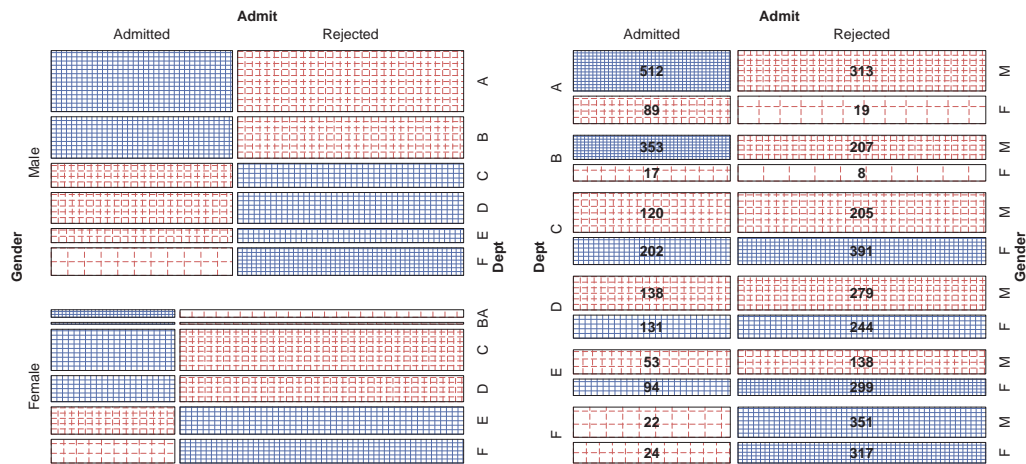 Admit
Admitted Rejected
Gender
Male
Female
A
B
C
D
E
F
BA
C
D
E
F
Dept
Admit
Admitted Rejected
Dept
A
B
C
D
E
F
512 313 M
89 19 F
353 207 M
17 8 F
120 205 M
202 391 F
138 279 M
131 244 F
53 138 M
94 299 F
22 351 M
24 317 F
Gender